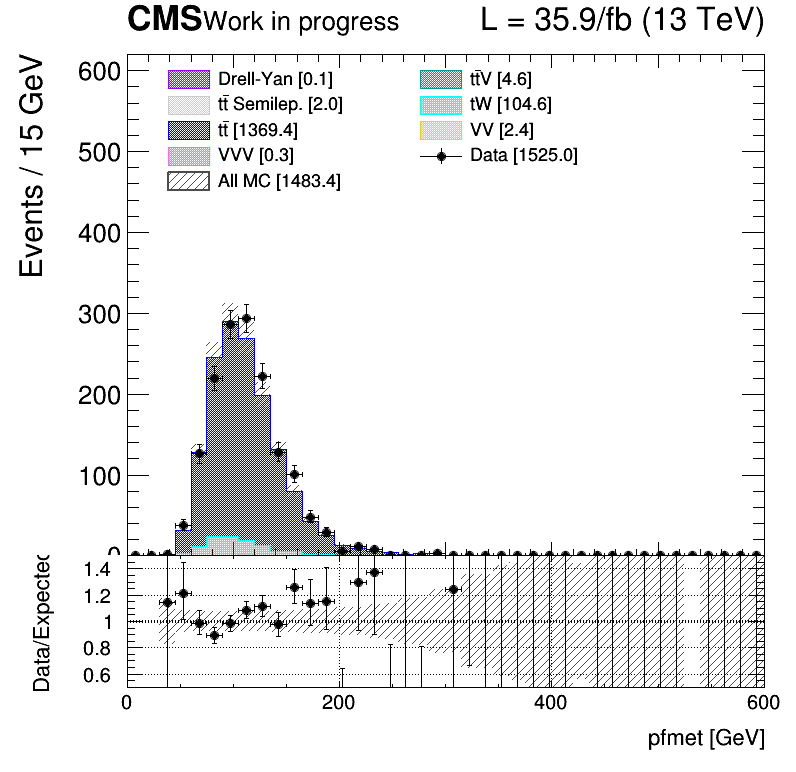 CMS Work in progress L = 35.9/fb (13 TeV)
Events / 15 GeV
600
500
400
300
200
100
0
Drell-Yan [0.1]
tt̄ Semilep. [2.0]
tt̄ [1369.4]
VVV [0.3]
All MC [1483.4]
tt̄V [4.6]
tW [104.6]
VV [2.4]
Data [1525.0]
Data/Expected
1.4
1.2
1
0.8
0.6
0 200 400 600
pfmet [GeV]